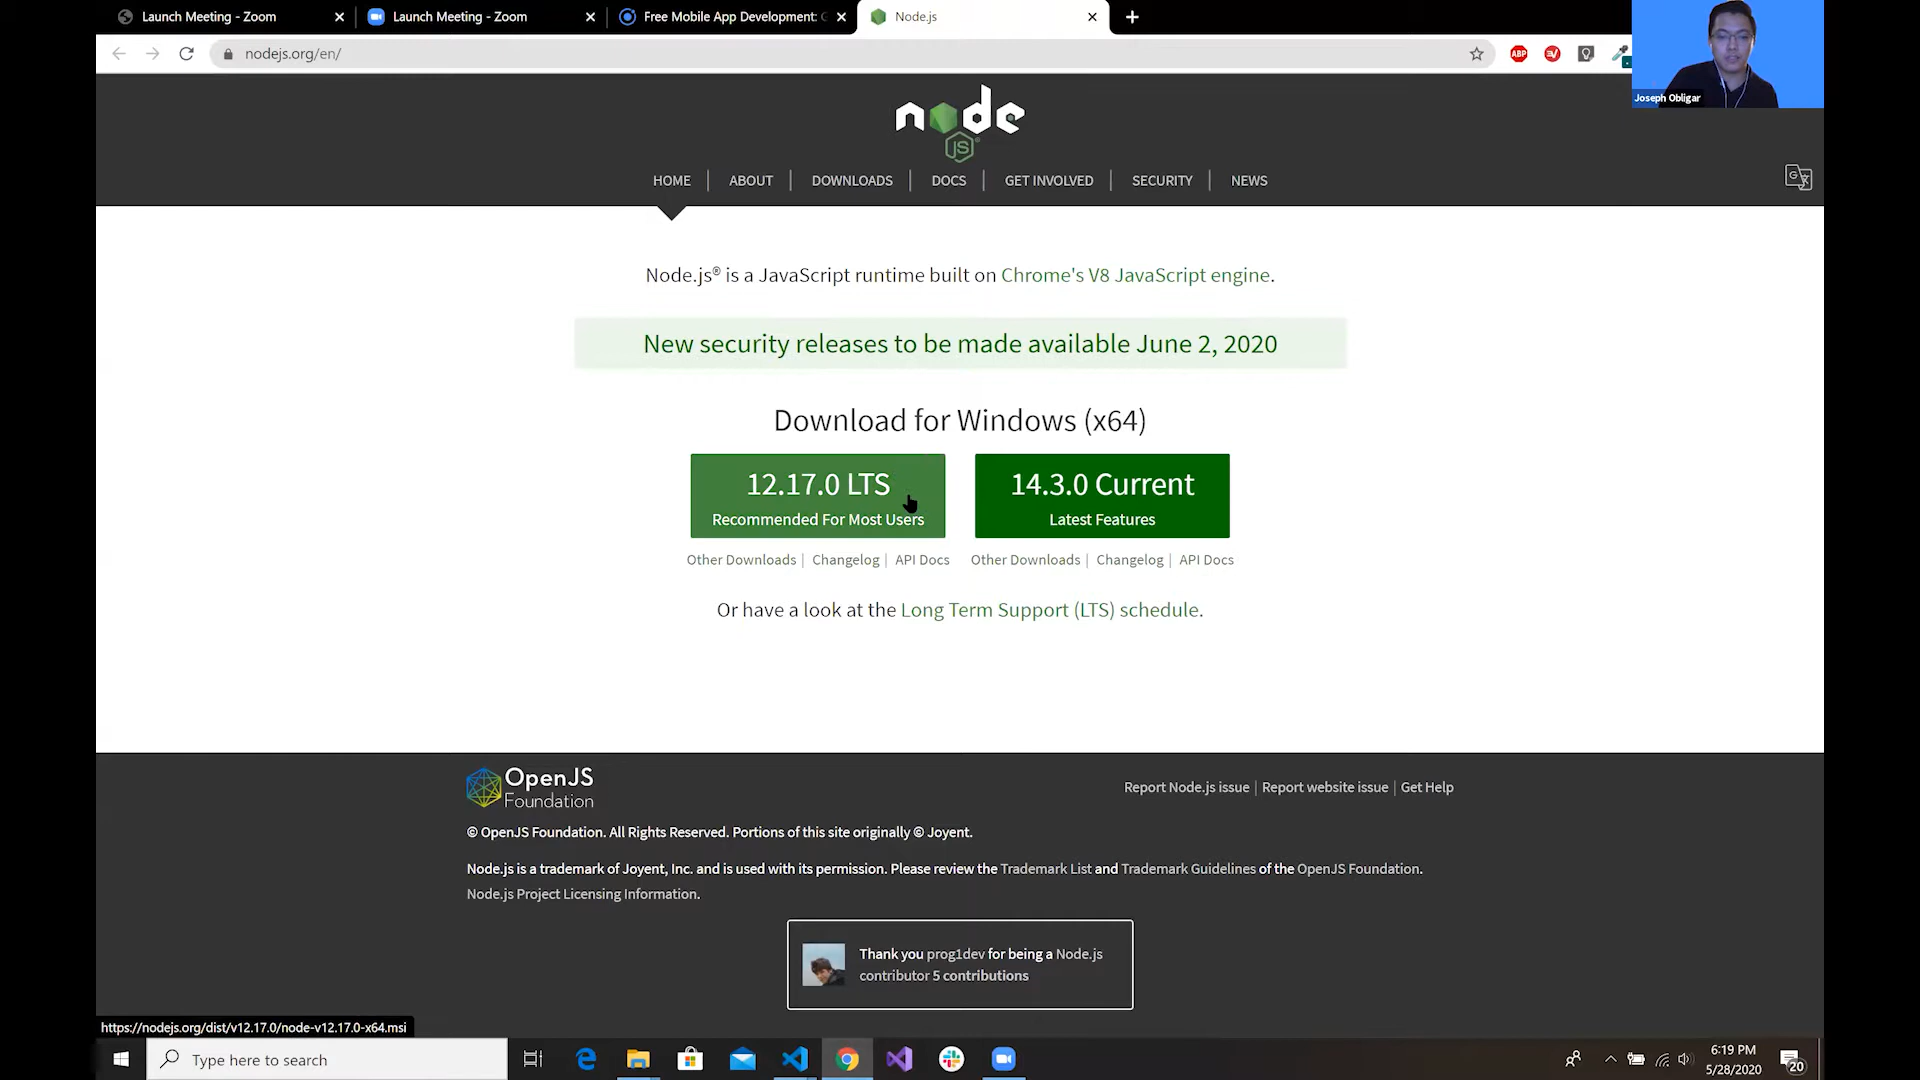 Launch Meeting - Zoom
Launch Meeting - Zoom
Free Mobile App Development:
Node.js
nodejs.org/en/
ABP
Joseph Obligar
node
JS
HOME
ABOUT
DOWNLOADS
DOCS
GET INVOLVED
SECURITY
NEWS
Node.js® is a JavaScript runtime built on Chrome's V8 JavaScript engine.
New security releases to be made available June 2, 2020
Download for Windows (x64)
12.17.0 LTS
Recommended For Most Users
14.3.0 Current
Latest Features
Other Downloads | Changelog | API Docs
Other Downloads | Changelog | API Docs
Or have a look at the Long Term Support (LTS) schedule.
OpenJS
Foundation
Report Node.js issue | Report website issue | Get Help
© OpenJS Foundation. All Rights Reserved. Portions of this site originally © Joyent.
Node.js is a trademark of Joyent, Inc. and is used with its permission. Please review the Trademark List and Trademark Guidelines of the OpenJS Foundation.
Node.js Project Licensing Information.
Thank you prog1dev for being a Node.js
contributor 5 contributions
https://nodejs.org/dist/v12.17.0/node-v12.17.0-x64.msi
Type here to search
6:19 PM
5/28/2020
20